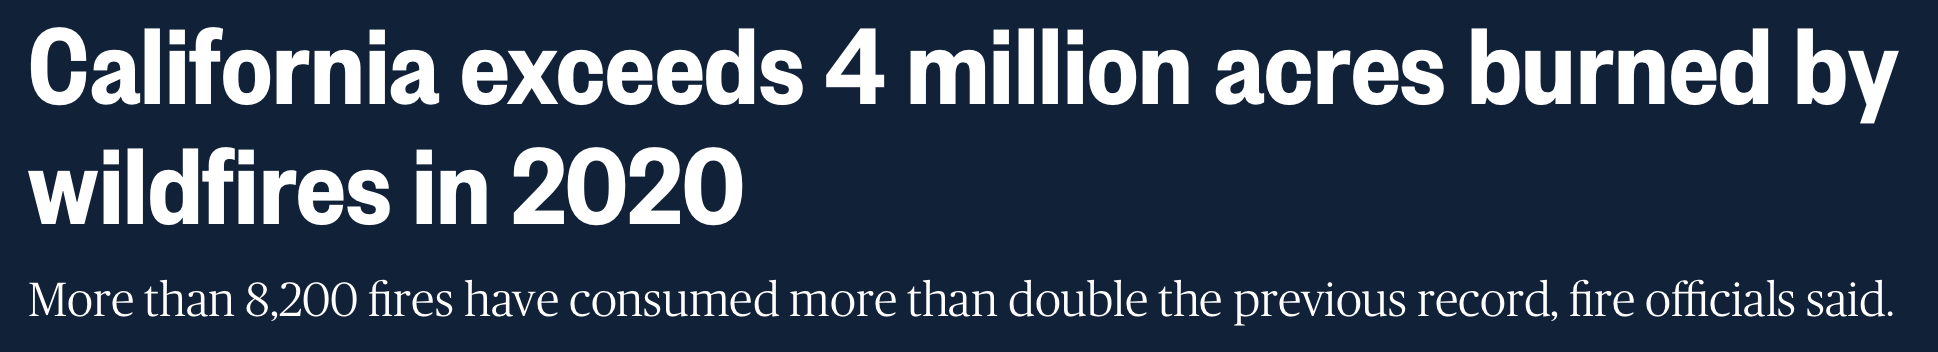 California exceeds 4 million acres burned by
wildfires in 2020
More than 8,200 fires have consumed more than double the previous record, fire officials said.